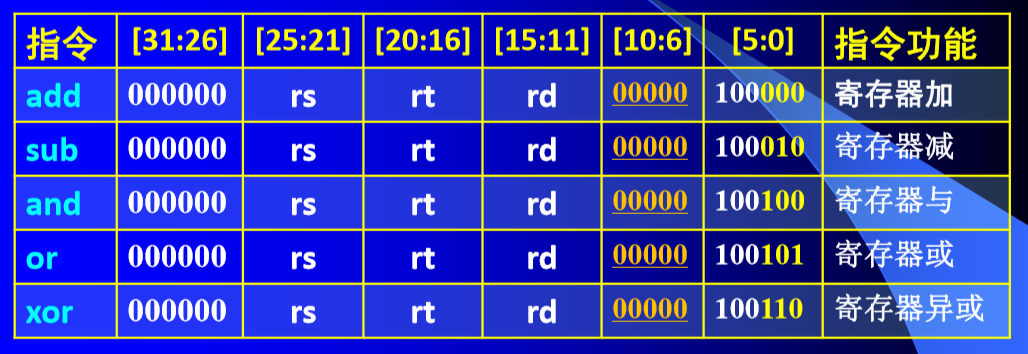 指令 [31:26] [25:21] [20:16] [15:11] [10:6] [5:0] 指令功能
add 000000 rs rt rd 00000 100000 寄存器加
sub 000000 rs rt rd 00000 100010 寄存器减
and 000000 rs rt rd 00000 100100 寄存器与
or 000000 rs rt rd 00000 100101 寄存器或
xor 000000 rs rt rd 00000 100110 寄存器异或